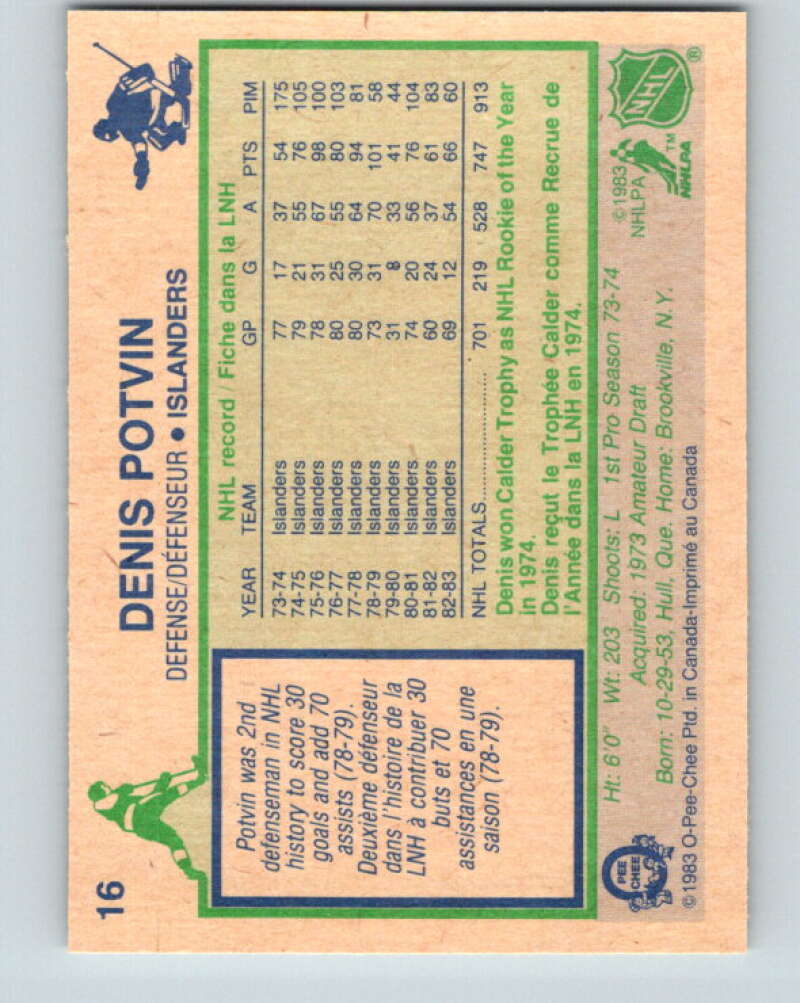 16
DENIS POTVIN
DEFENSE/DÉFENSEUR • ISLANDERS
Potvin was 2nd
defenseman in NHL
history to score 30
goals and add 70
assists (78-79).
Deuxième défenseur
dans l'histoire de la
LNH à contribuer 30
buts et 70
assistances en une
saison (78-79).
NHL record / Fiche dans la LNH
YEAR TEAM GP G A PTS PIM
73-74 Islanders 77 17 37 54 175
74-75 Islanders 79 21 55 76 105
75-76 Islanders 78 31 67 98 100
76-77 Islanders 80 25 55 80 103
77-78 Islanders 80 30 64 94 81
78-79 Islanders 73 31 70 101 58
79-80 Islanders 31 8 33 41 44
80-81 Islanders 74 20 56 76 104
81-82 Islanders 60 24 37 61 83
82-83 Islanders 69 12 54 66 60
NHL TOTALS.................. 701 219 528 747 913
Denis won Calder Trophy as NHL Rookie of the Year
in 1974.
Denis reçut le Trophée Calder comme Recrue de
l'Année dans la LNH en 1974.
Ht: 6'0" Wt: 203 Shoots: L 1st Pro Season 73-74
Acquired: 1973 Amateur Draft
Born: 10-29-53, Hull, Que. Home: Brookville, N.Y.
©1983 O-Pee-Chee Ptd. in Canada-Imprimé au Canada
O PEE CHEE
©1983
NHLPA
NHLPA™
NHL®